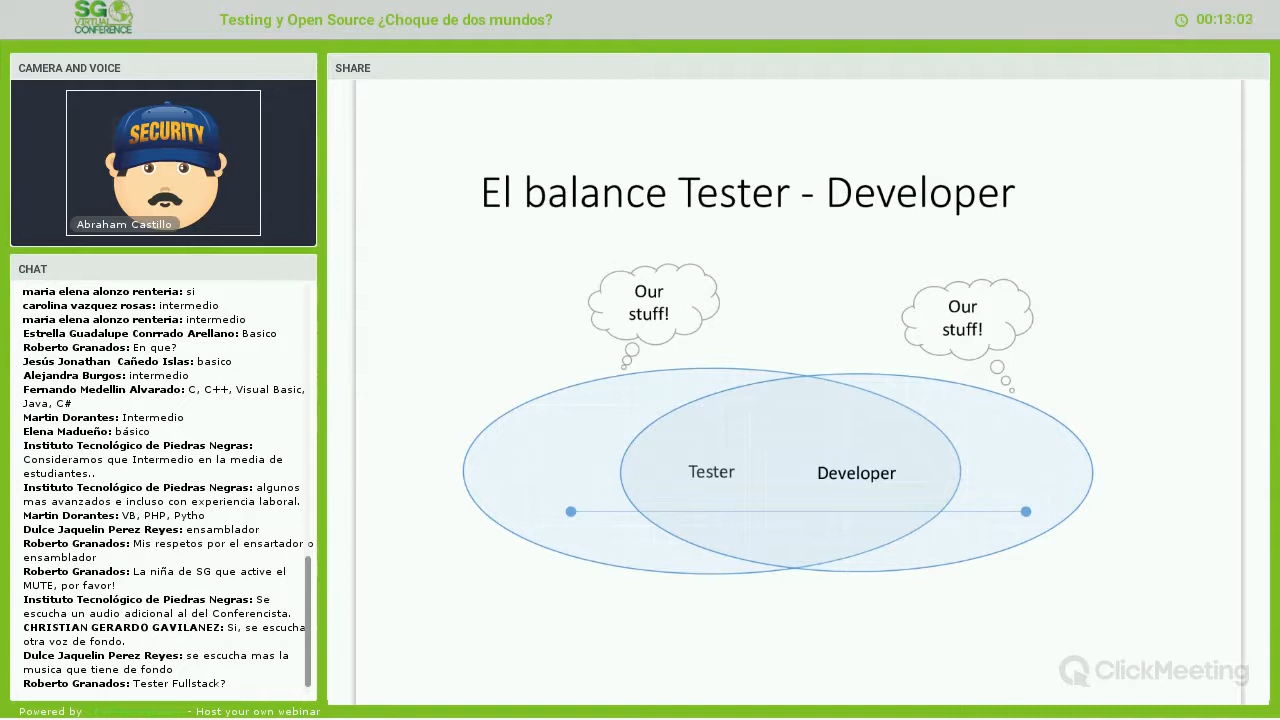 SG
VIRTUAL
CONFERENCE
Testing y Open Source ¿Choque de dos mundos?
00:13:02
CAMERA AND VOICE
SECURITY
Abraham Castillo
CHAT
maria elena alonzo renteria: si
carolina vazquez rosas: intermedio
maria elena alonzo renteria: intermedio
Estrella Guadalupe Conrrado Arellano: Basico
Roberto Granados: En que?
Jesús Jonathan Cañedo Islas: basico
Alejandra Burgos: intermedio
Fernando Medellin Alvarado: C, C++, Visual Basic,
Java, C#
Martin Dorantes: Intermedio
Elena Madueño: básico
Instituto Tecnológico de Piedras Negras:
Consideramos que Intermedio en la media de
estudiantes..
Instituto Tecnológico de Piedras Negras: algunos
mas avanzados e incluso con experiencia laboral.
Martin Dorantes: VB, PHP, Pytho
Dulce Jaquelin Perez Reyes: ensamblador
Roberto Granados: Mis respetos por el ensartador o
ensamblador
Roberto Granados: La niña de SG que active el
MUTE, por favor!
Instituto Tecnológico de Piedras Negras: Se
escucha un audio adicional al del Conferencista.
CHRISTIAN GERARDO GAVILANEZ: Si, se escucha
otra voz de fondo.
Dulce Jaquelin Perez Reyes: se escucha mas la
musica que tiene de fondo
Roberto Granados: Tester Fullstack?
Powered by
- Host your own webinar
SHARE
El balance Tester - Developer
Our
stuff!
Our
stuff!
Tester
Developer
ClickMeeting